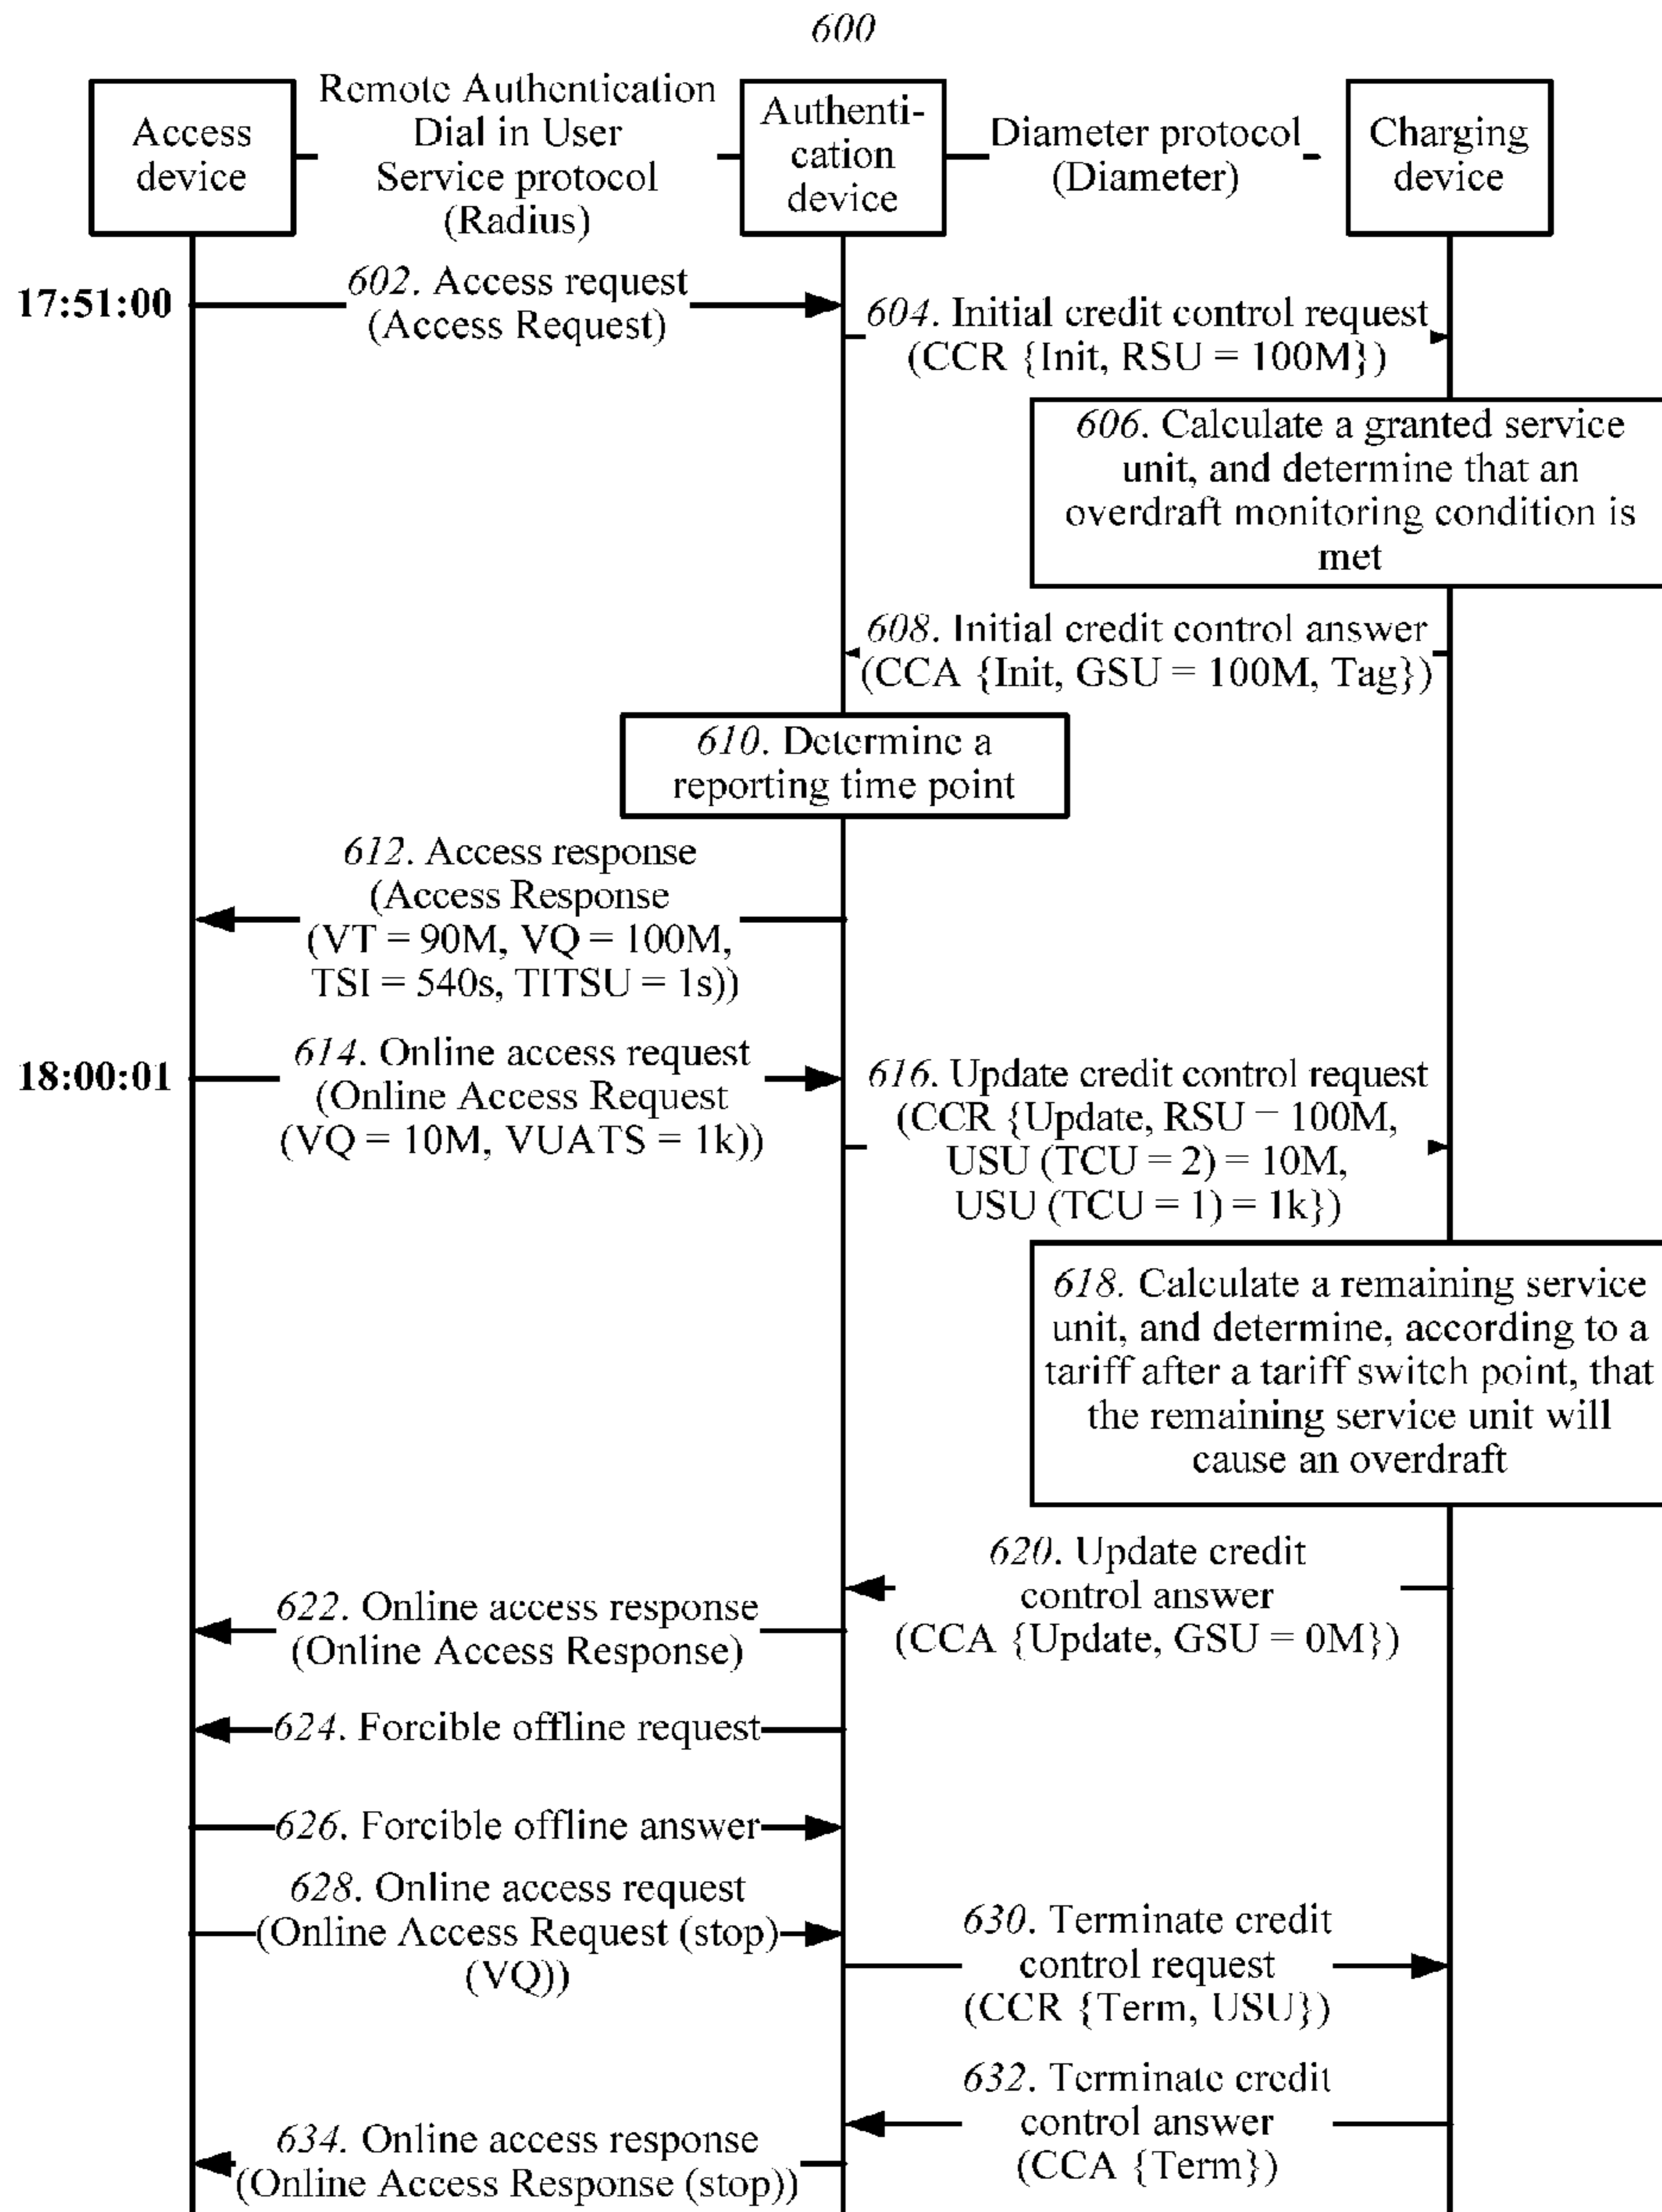 600
Access
device
Remote Authentication
Dial in User
Service protocol
(Radius)
Authenti-
cation
device
Diameter protocol
(Diameter)
Charging
device
17:51:00
602. Access request
(Access Request)
604. Initial credit control request
(CCR {Init, RSU = 100M})
606. Calculate a granted service
unit, and determine that an
overdraft monitoring condition is
met
608. Initial credit control answer
(CCA {Init, GSU = 100M, Tag})
610. Determine a
reporting time point
612. Access response
(Access Response
(VT = 90M, VQ = 100M,
TSI = 540s, TITSU = 1s))
18:00:01
614. Online access request
(Online Access Request
(VQ = 10M, VUATS = 1k))
616. Update credit control request
(CCR {Update, RSU = 100M,
USU (TCU = 2) = 10M,
USU (TCU = 1) = 1k})
618. Calculate a remaining service
unit, and determine, according to a
tariff after a tariff switch point, that
the remaining service unit will
cause an overdraft
620. Update credit
control answer
(CCA {Update, GSU = 0M})
622. Online access response
(Online Access Response)
624. Forcible offline request
626. Forcible offline answer
628. Online access request
(Online Access Request (stop)
(VQ))
630. Terminate credit
control request
(CCR {Term, USU})
632. Terminate credit
control answer
(CCA {Term})
634. Online access response
(Online Access Response (stop))